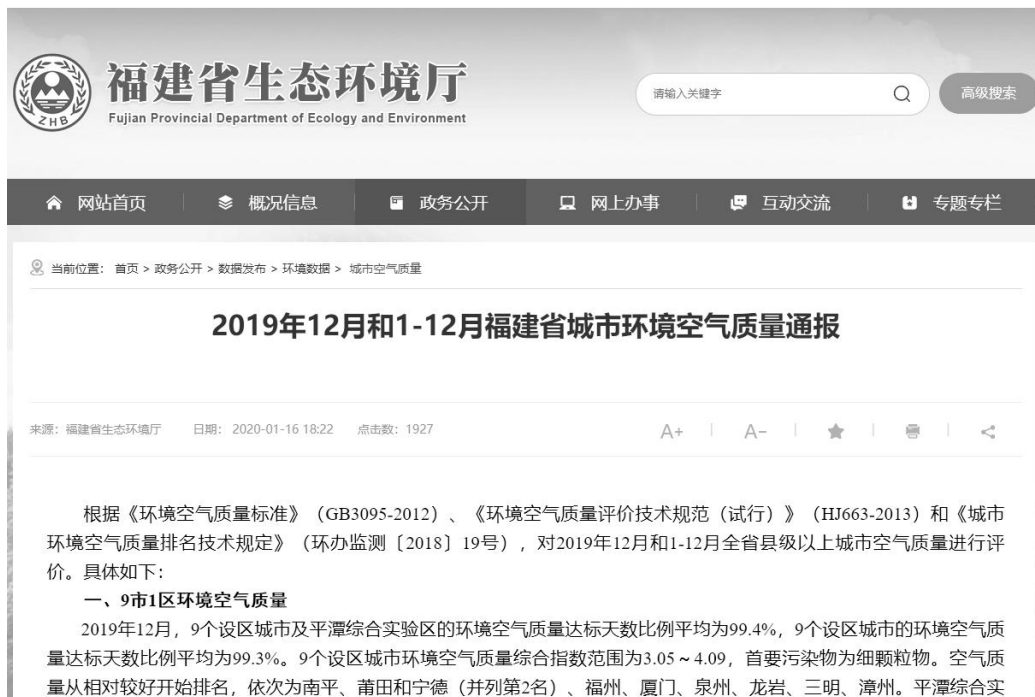 福建省生态环境厅
Fujian Provincial Department of Ecology and Environment
ZHB
请输入关键字
高级搜索
网站首页
概况信息
政务公开
网上办事
互动交流
专题专栏
当前位置： 首页 > 政务公开 > 数据发布 > 环境数据 > 城市空气质量
2019年12月和1-12月福建省城市环境空气质量通报
来源：福建省生态环境厅 日期： 2020-01-16 18:22 点击数：1927
A+ A-
根据《环境空气质量标准》（GB3095-2012）、《环境空气质量评价技术规范（试行）》（HJ663-2013）和《城市
环境空气质量排名技术规定》（环办监测〔2018〕19号），对2019年12月和1-12月全省县级以上城市空气质量进行评
价。具体如下：
一、9市1区环境空气质量
2019年12月，9个设区城市及平潭综合实验区的环境空气质量达标天数比例平均为99.4%，9个设区城市的环境空气质
量达标天数比例平均为99.3%。9个设区城市环境空气质量综合指数范围为3.05～4.09，首要污染物为细颗粒物。空气质
量从相对较好开始排名，依次为南平、莆田和宁德（并列第2名）、福州、厦门、泉州、龙岩、三明、漳州。平潭综合实